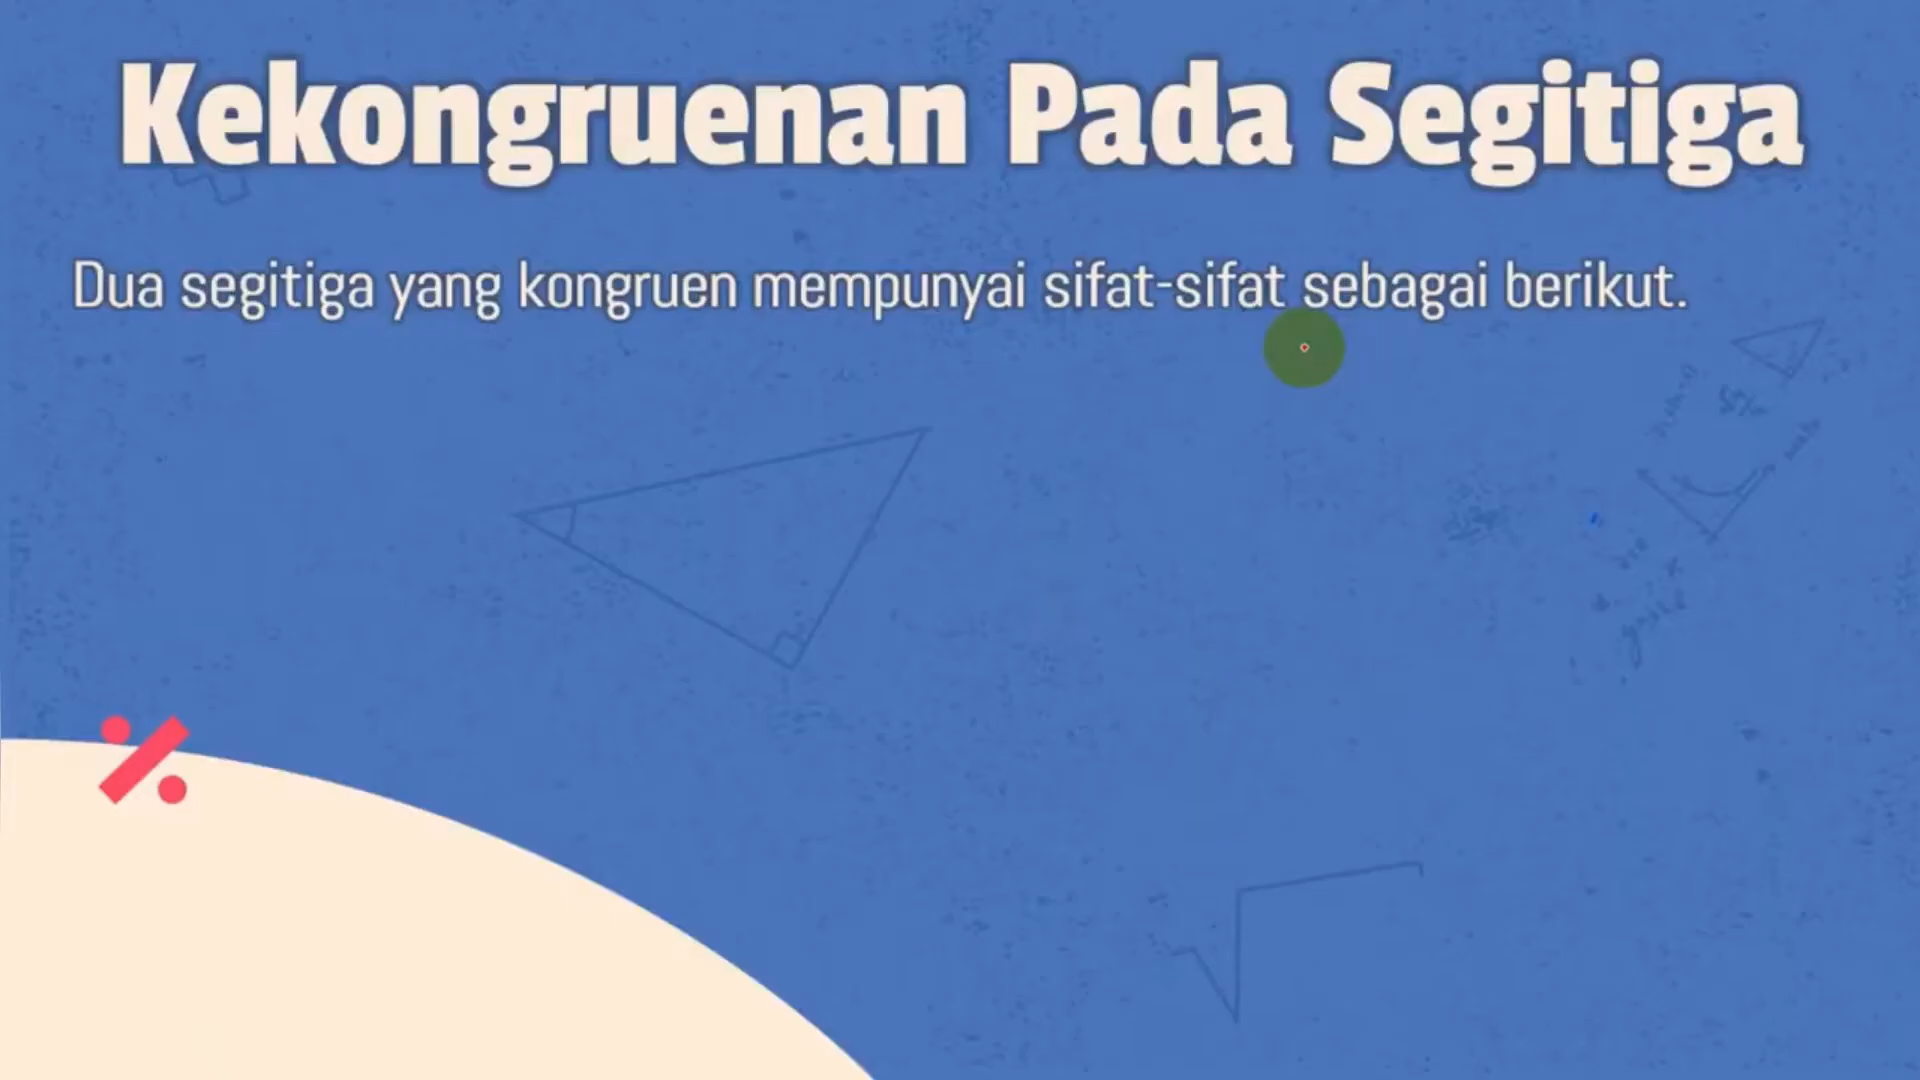 Kekongruenan Pada Segitiga
Dua segitiga yang kongruen mempunyai sifat-sifat sebagai berikut.